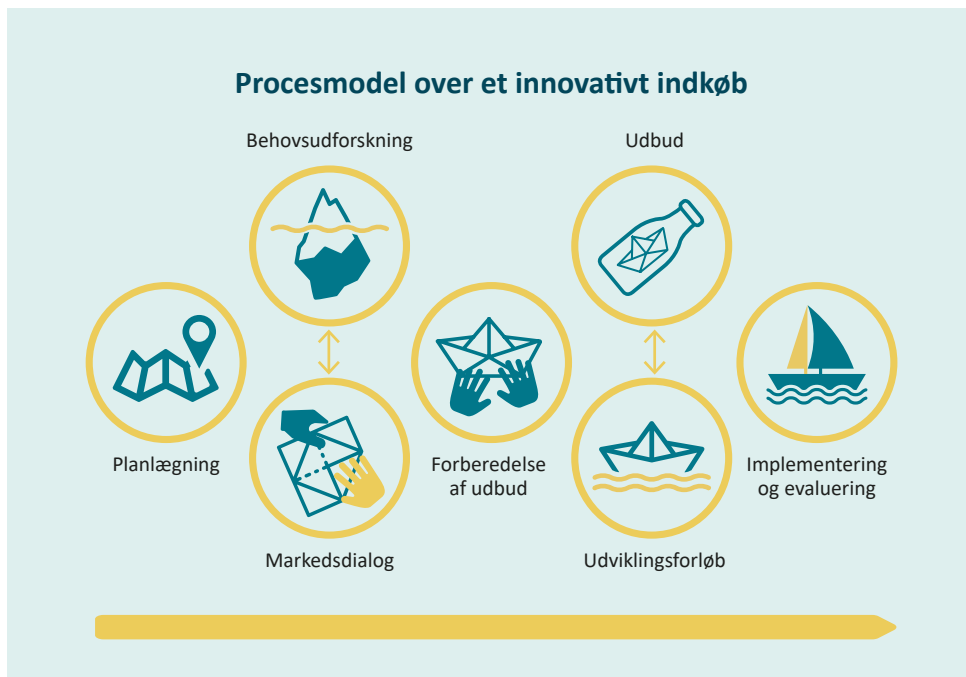 Procesmodel over et innovativt indkøb
Behovsudforskning
Udbud
Planlægning
Forberedelse
af udbud
Implementering
og evaluering
Markedsdialog
Udviklingsforløb